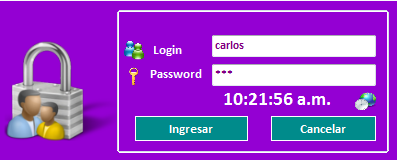 Login carlos
Password ***
10:21:56 a.m.
Ingresar Cancelar